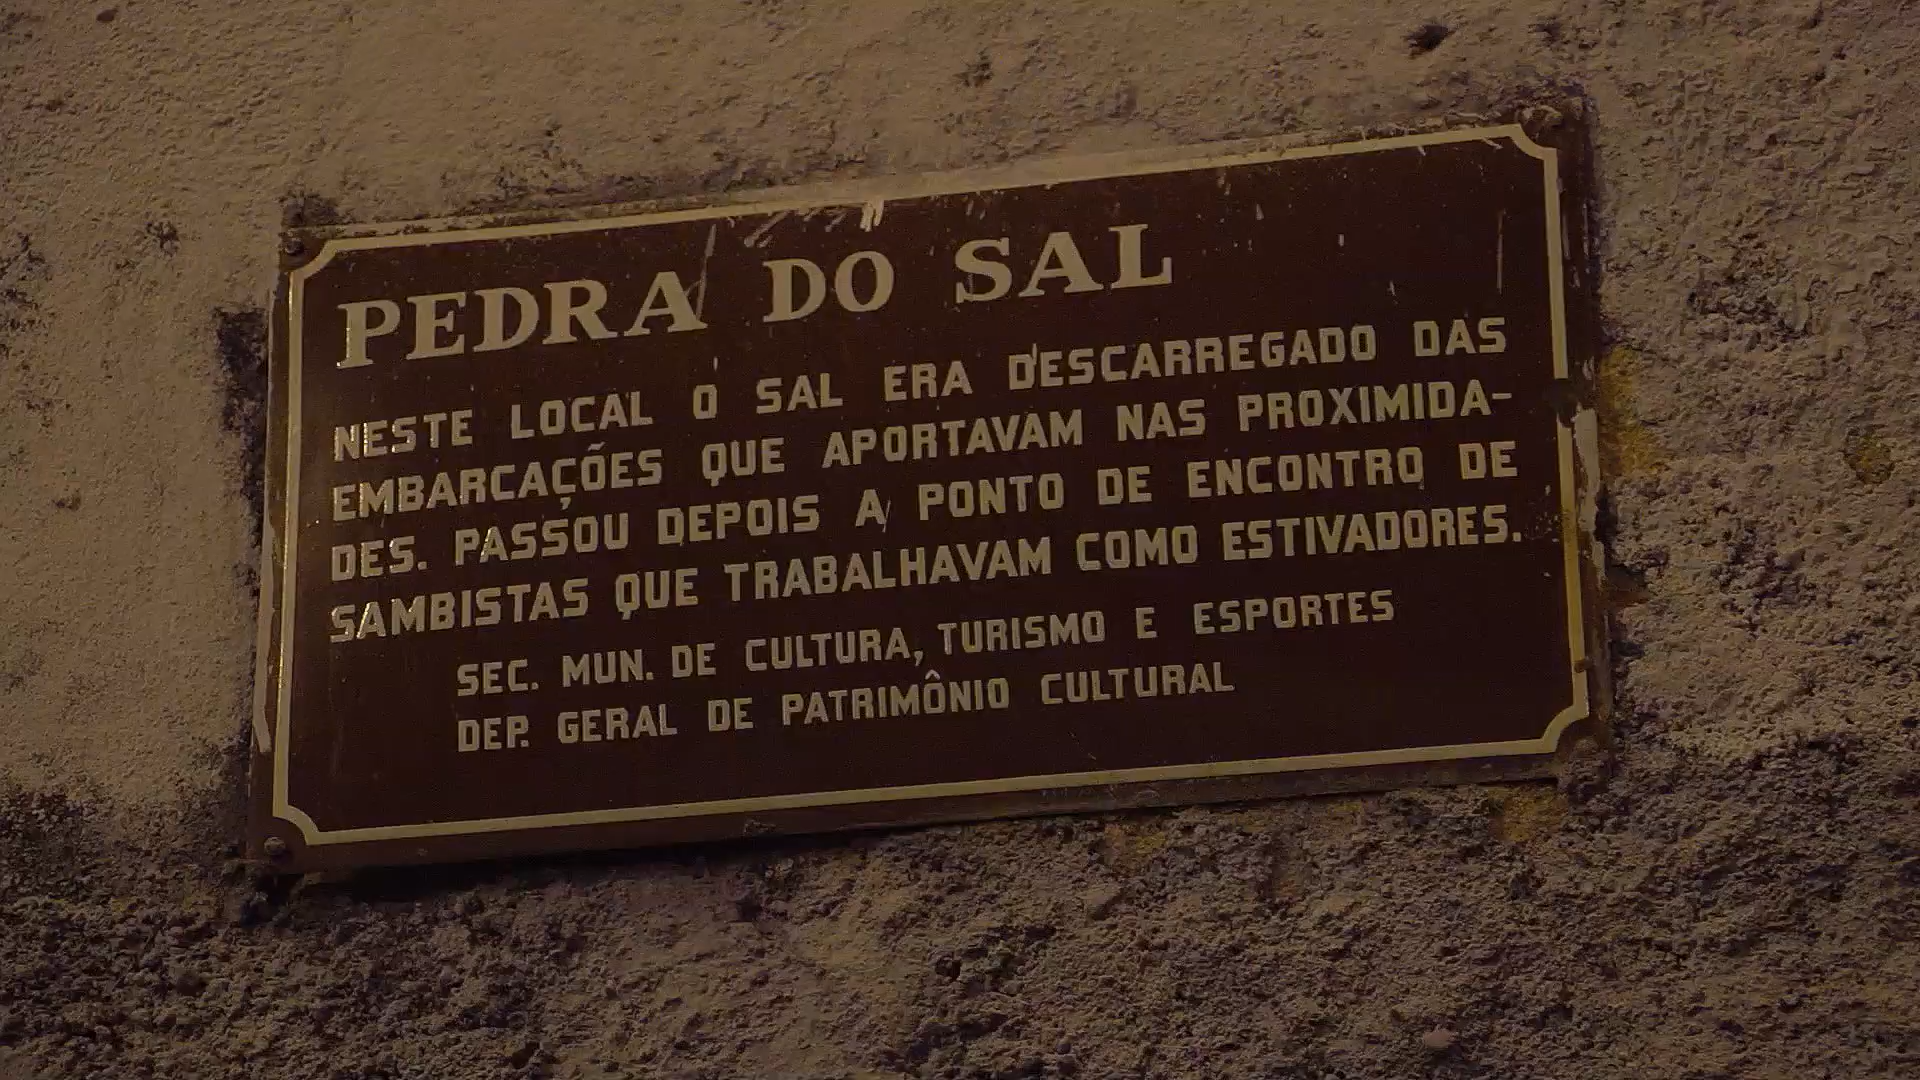 PEDRA DO SAL
NESTE LOCAL O SAL ERA DESCARREGADO DAS
EMBARCAÇÕES QUE APORTAVAM NAS PROXIMIDA-
DES. PASSOU DEPOIS A PONTO DE ENCONTRO DE
SAMBISTAS QUE TRABALHAVAM COMO ESTIVADORES.
SEC. MUN. DE CULTURA, TURISMO E ESPORTES
DEP. GERAL DE PATRIMÔNIO CULTURAL